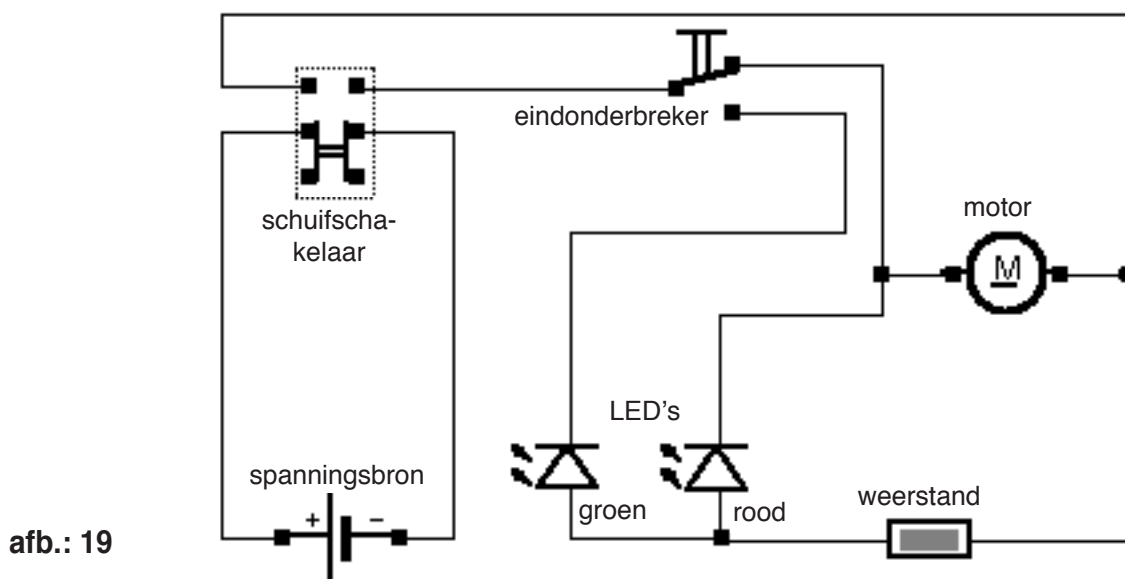 eindonderbreker
schuifscha-
kelaar
motor
M
LED's
spanningsbron
+ −
groen
rood
weerstand
afb.: 19